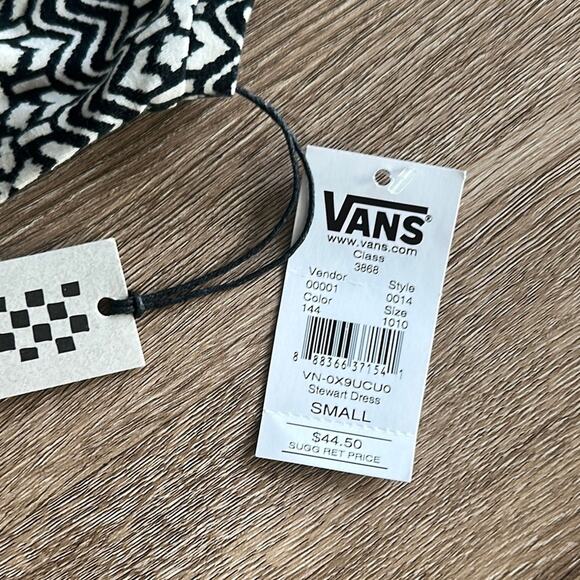 VANS®
www.vans.com
Class
3868
Vendor Style
00001 0014
Color Size
144 1010
8 88366 37154 1
VN-0X9UCU0
Stewart Dress
SMALL
$44.50
SUGG RET PRICE